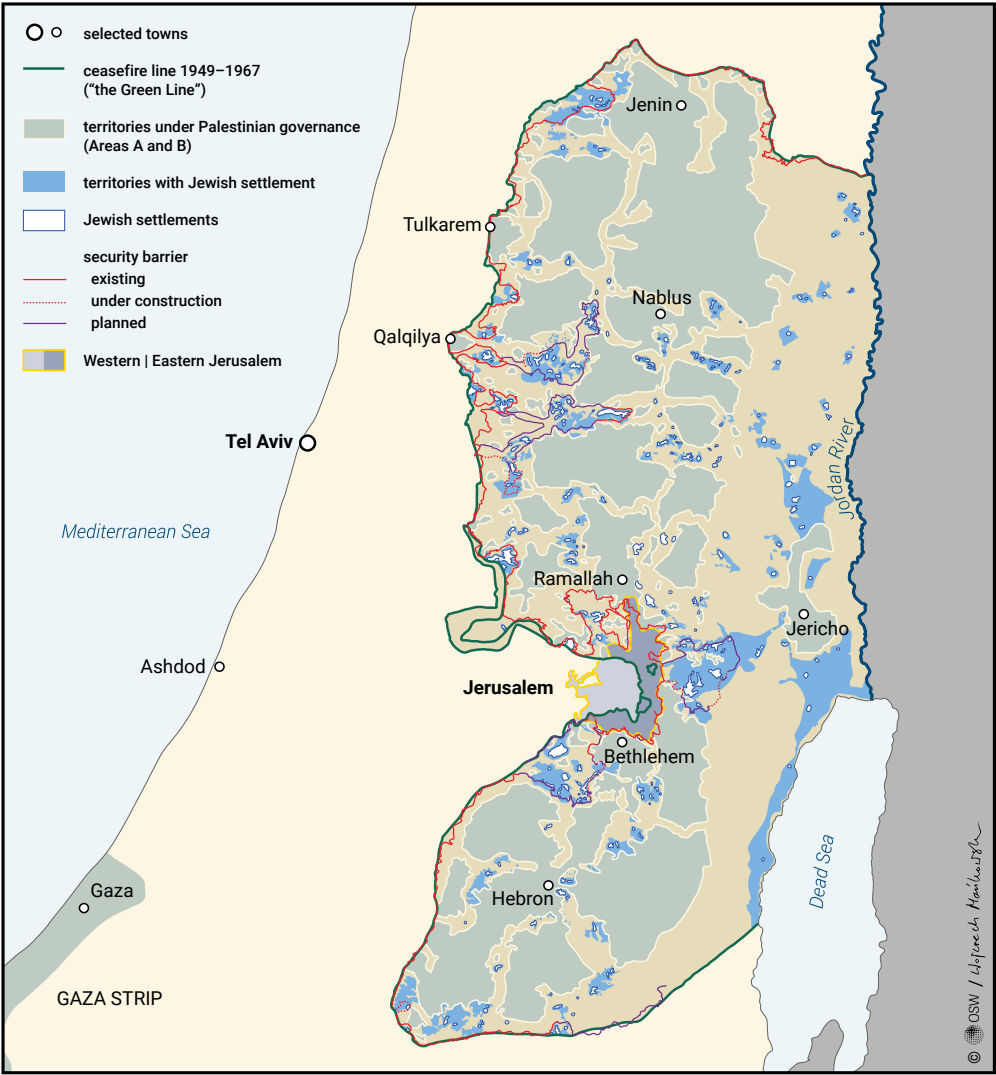 selected towns
ceasefire line 1949–1967
(“the Green Line”)
territories under Palestinian governance
(Areas A and B)
territories with Jewish settlement
Jewish settlements
security barrier
existing
under construction
planned
Western | Eastern Jerusalem
Jenin
Tulkarem
Nablus
Qalqilya
Tel Aviv
Jordan River
Mediterranean Sea
Ramallah
Jericho
Ashdod
Jerusalem
Bethlehem
Dead Sea
Gaza
Hebron
GAZA STRIP
© OSW / Wojciech Mańkowski